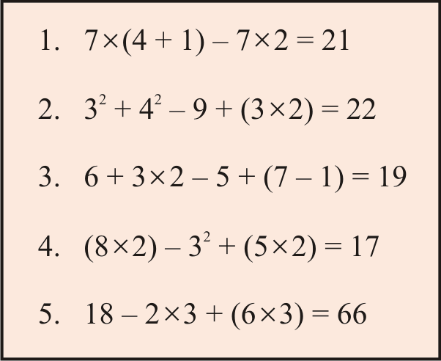 1. 7×(4 + 1) – 7×2 = 21
2. 3² + 4² – 9 + (3×2) = 22
3. 6 + 3×2 – 5 + (7 – 1) = 19
4. (8×2) – 3² + (5×2) = 17
5. 18 – 2×3 + (6×3) = 66